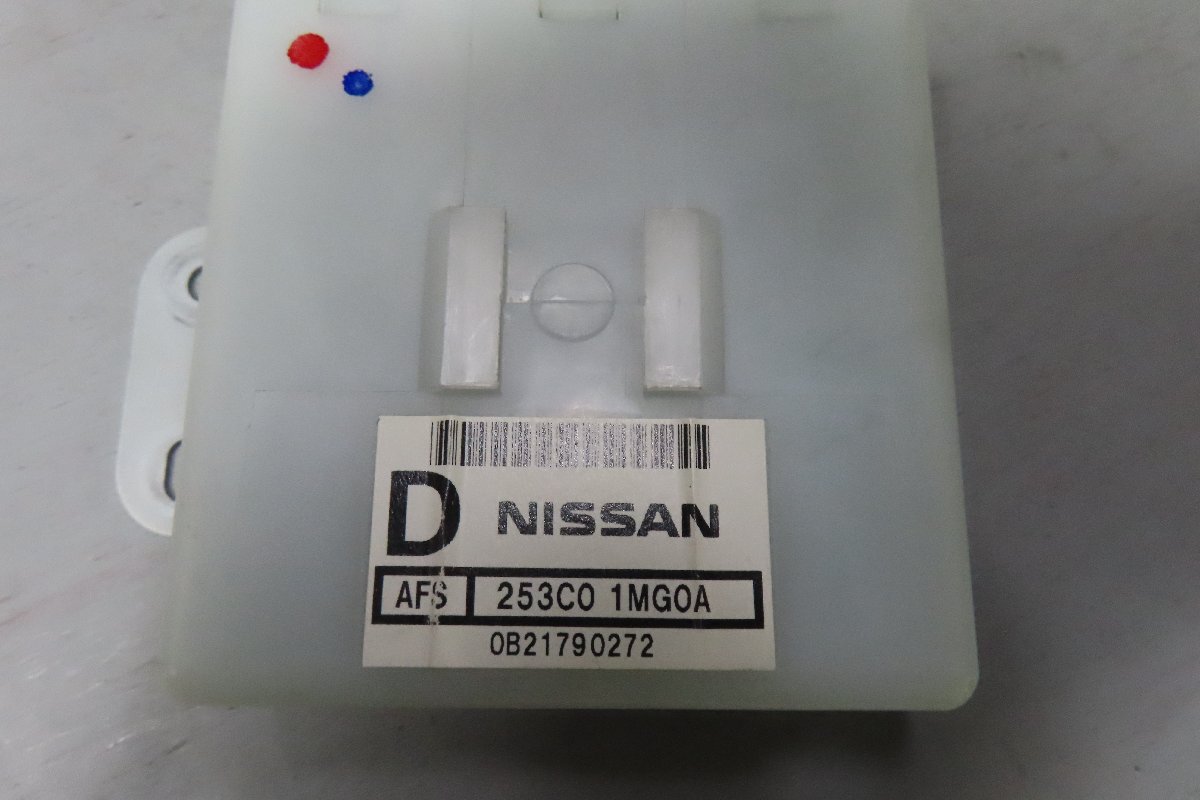 D NISSAN
AFS 253C0 1MG0A
0B21790272